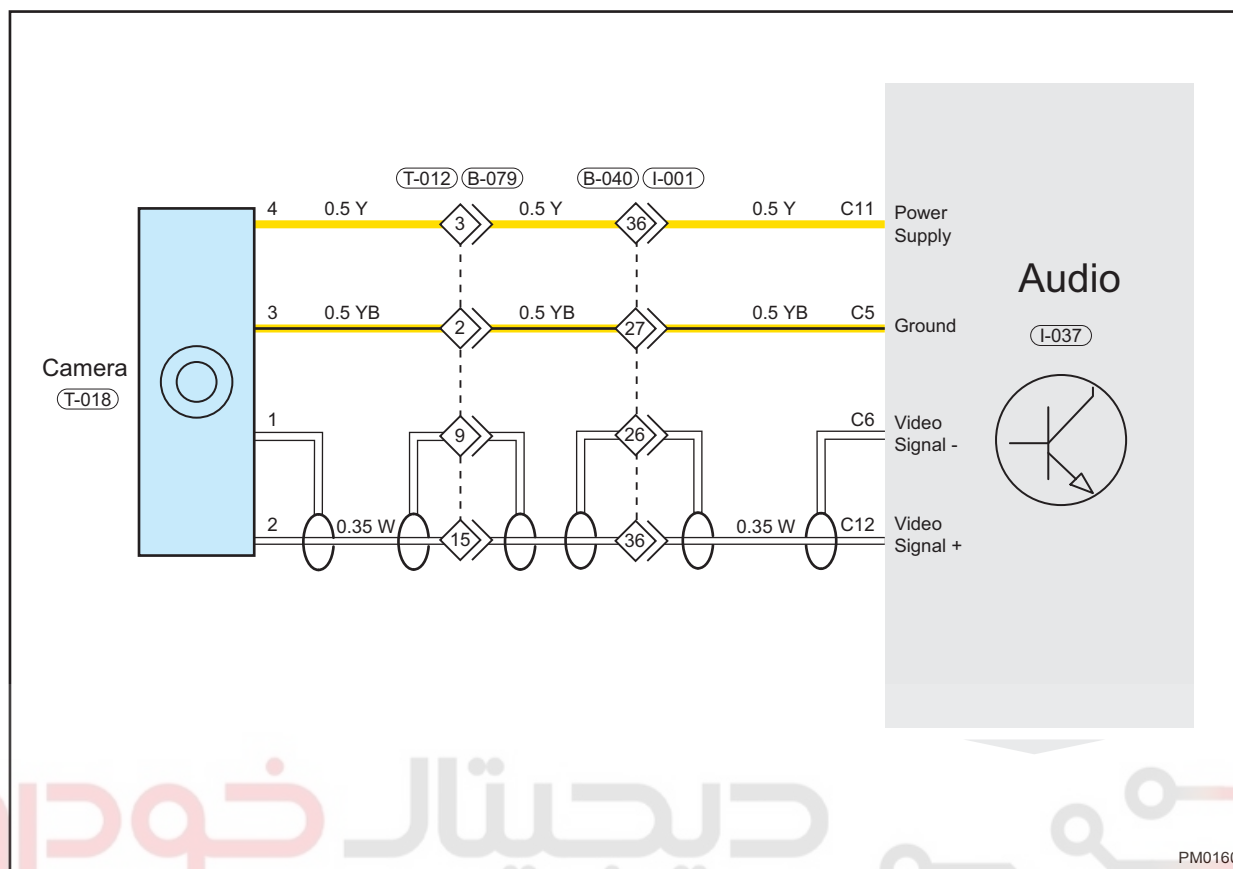 T-012 B-079 B-040 I-001
4 0.5 Y 3 0.5 Y 36 0.5 Y C11 Power
Supply
Audio
3 0.5 YB 2 0.5 YB 27 0.5 YB C5 Ground
I-037
Camera
T-018
1 9 26 C6 Video
Signal -
2 0.35 W 15 36 0.35 W C12 Video
Signal +
دیجیتال خودرو
PM0160